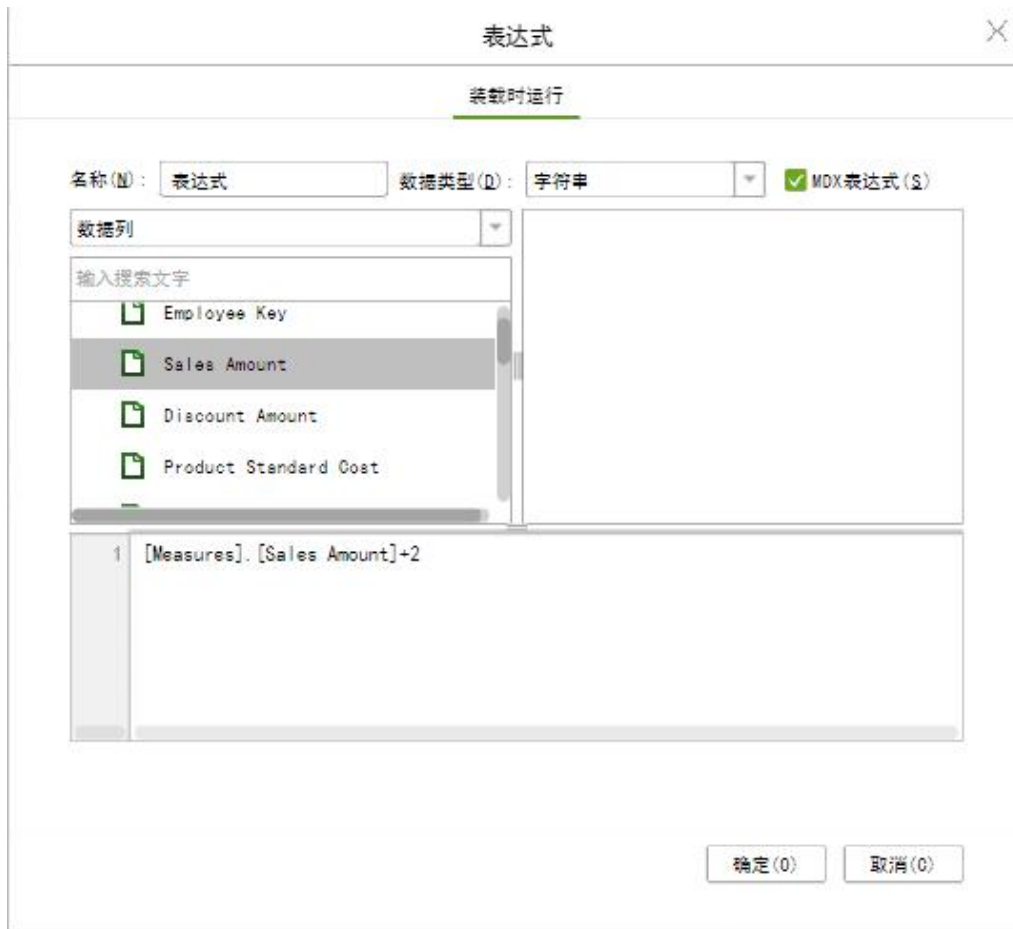 表达式
装载时运行
名称(N): 表达式 数据类型(D): 字符串 MDX表达式(S)
数据列
输入搜索文字
Employee Key
Sales Amount
Discount Amount
Product Standard Cost
1 [Measures].[Sales Amount]+2
确定(O) 取消(C)